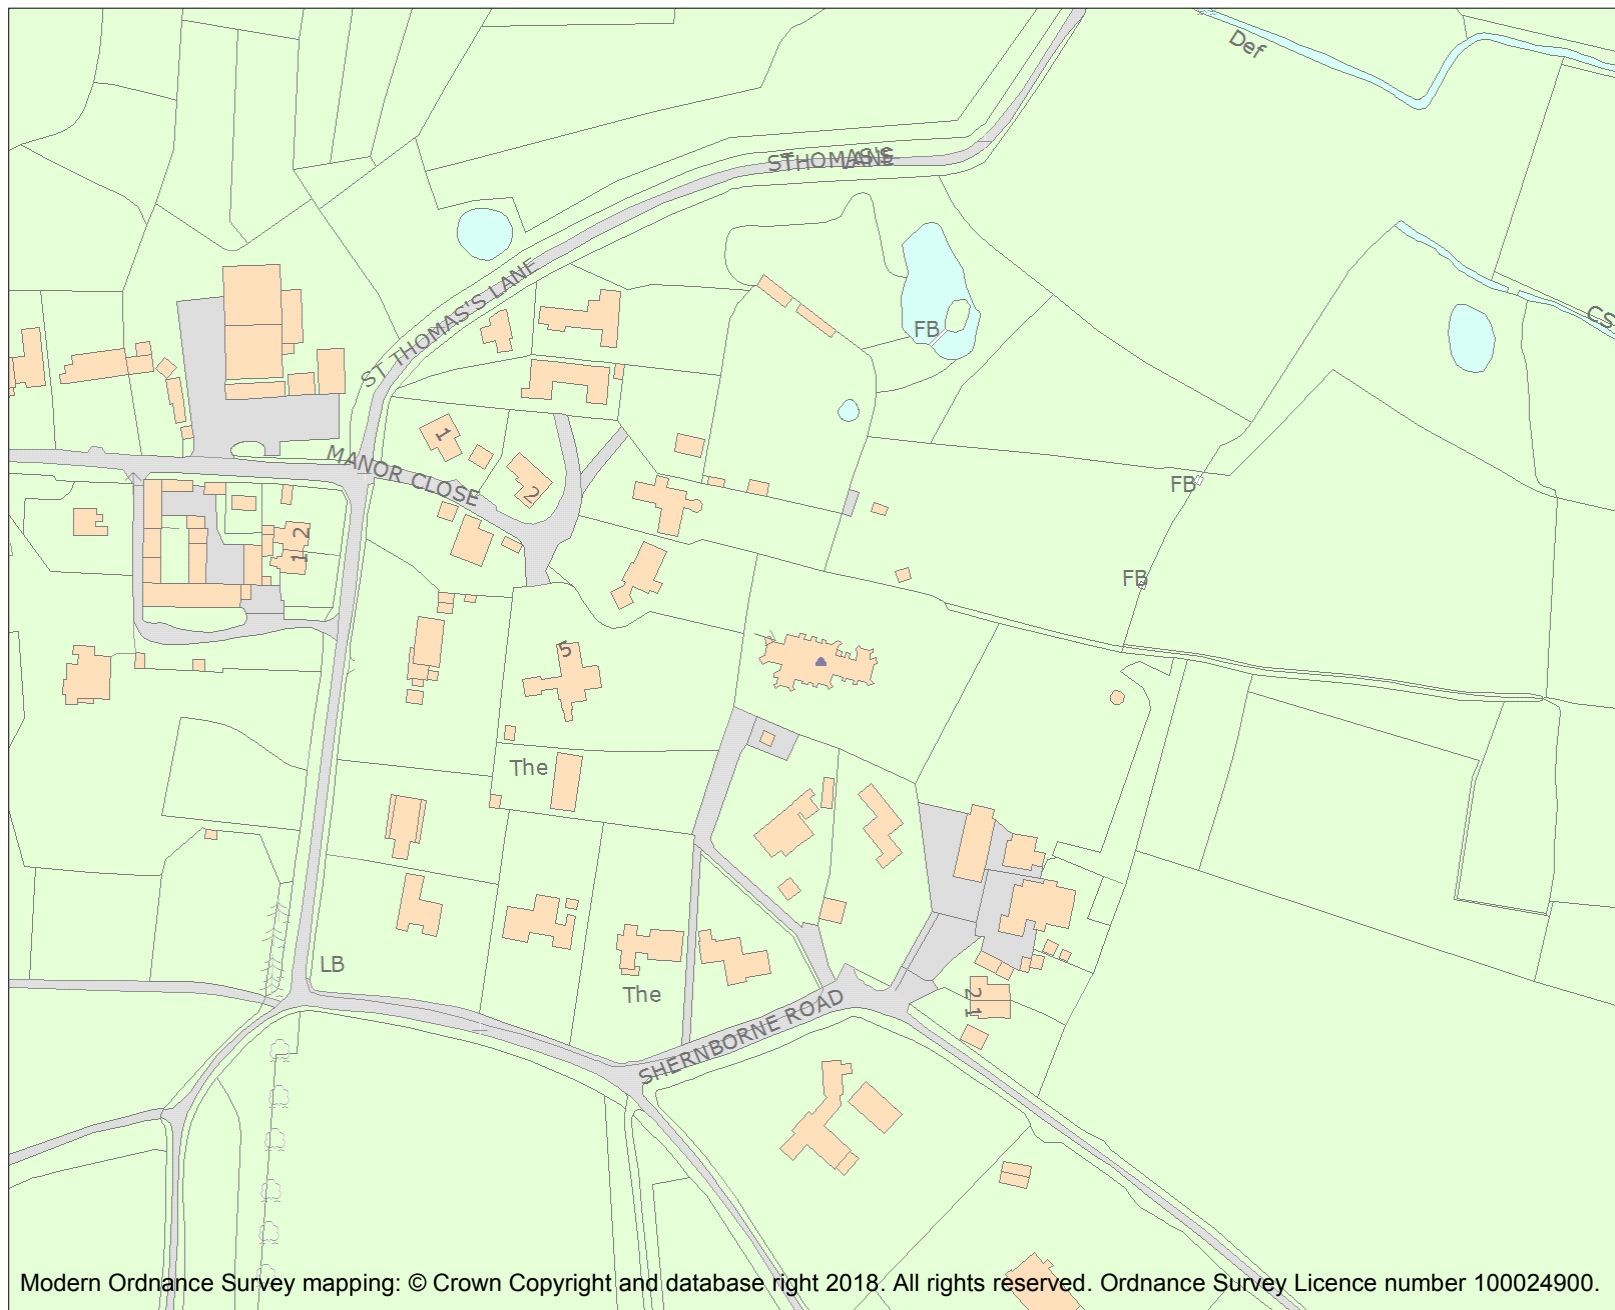 Def
ST THOMAS'S LANE
CS
FB
ST THOMAS'S LANE
1
MANOR CLOSE
2
FB
2
1
FB
5
The
LB
The
2
1
SHERNBORNE ROAD
Modern Ordnance Survey mapping: © Crown Copyright and database right 2018. All rights reserved. Ordnance Survey Licence number 100024900.